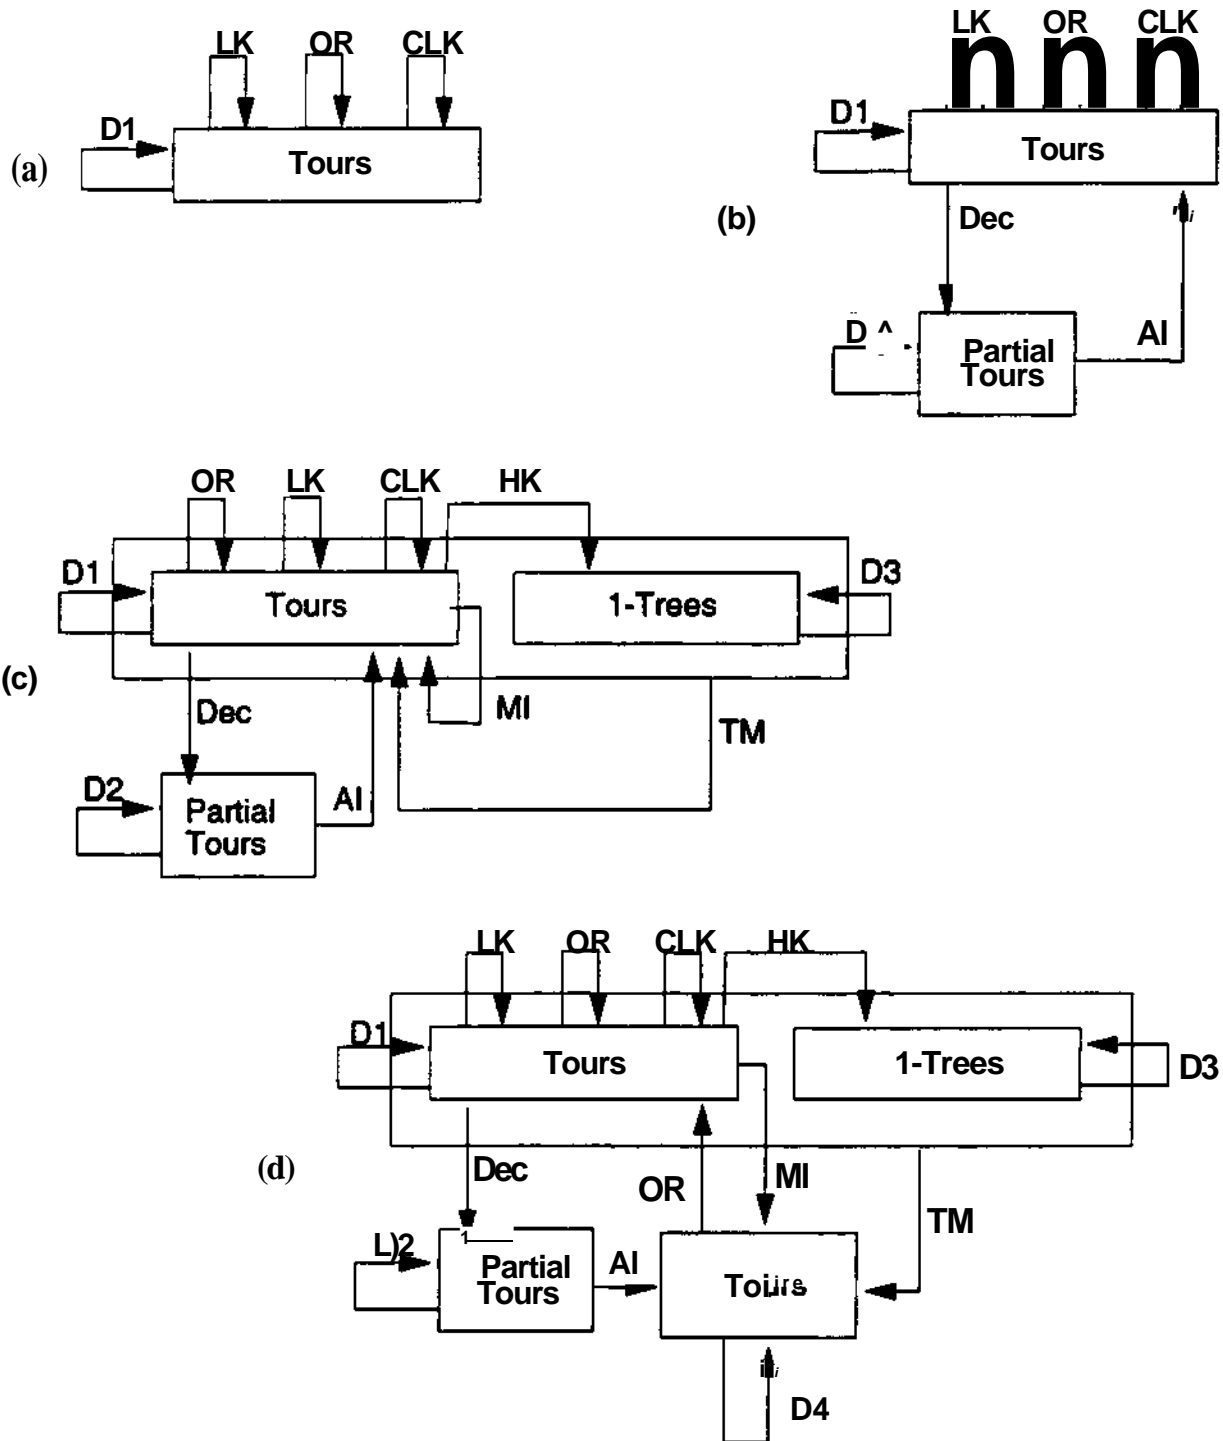 LK OR CLK
D1
Tours
(a)
LK OR CLK
n n n
D1
Tours
(b)
Dec
D ^
Partial
Tours
AI
OR LK CLK HK
D1
Tours
1-Trees
D3
(c)
Dec
MI
TM
D2
Partial
Tours
AI
LK OR CLK HK
D1
Tours
1-Trees
D3
(d)
Dec
OR
MI
TM
L)2
Partial
Tours
AI
D4